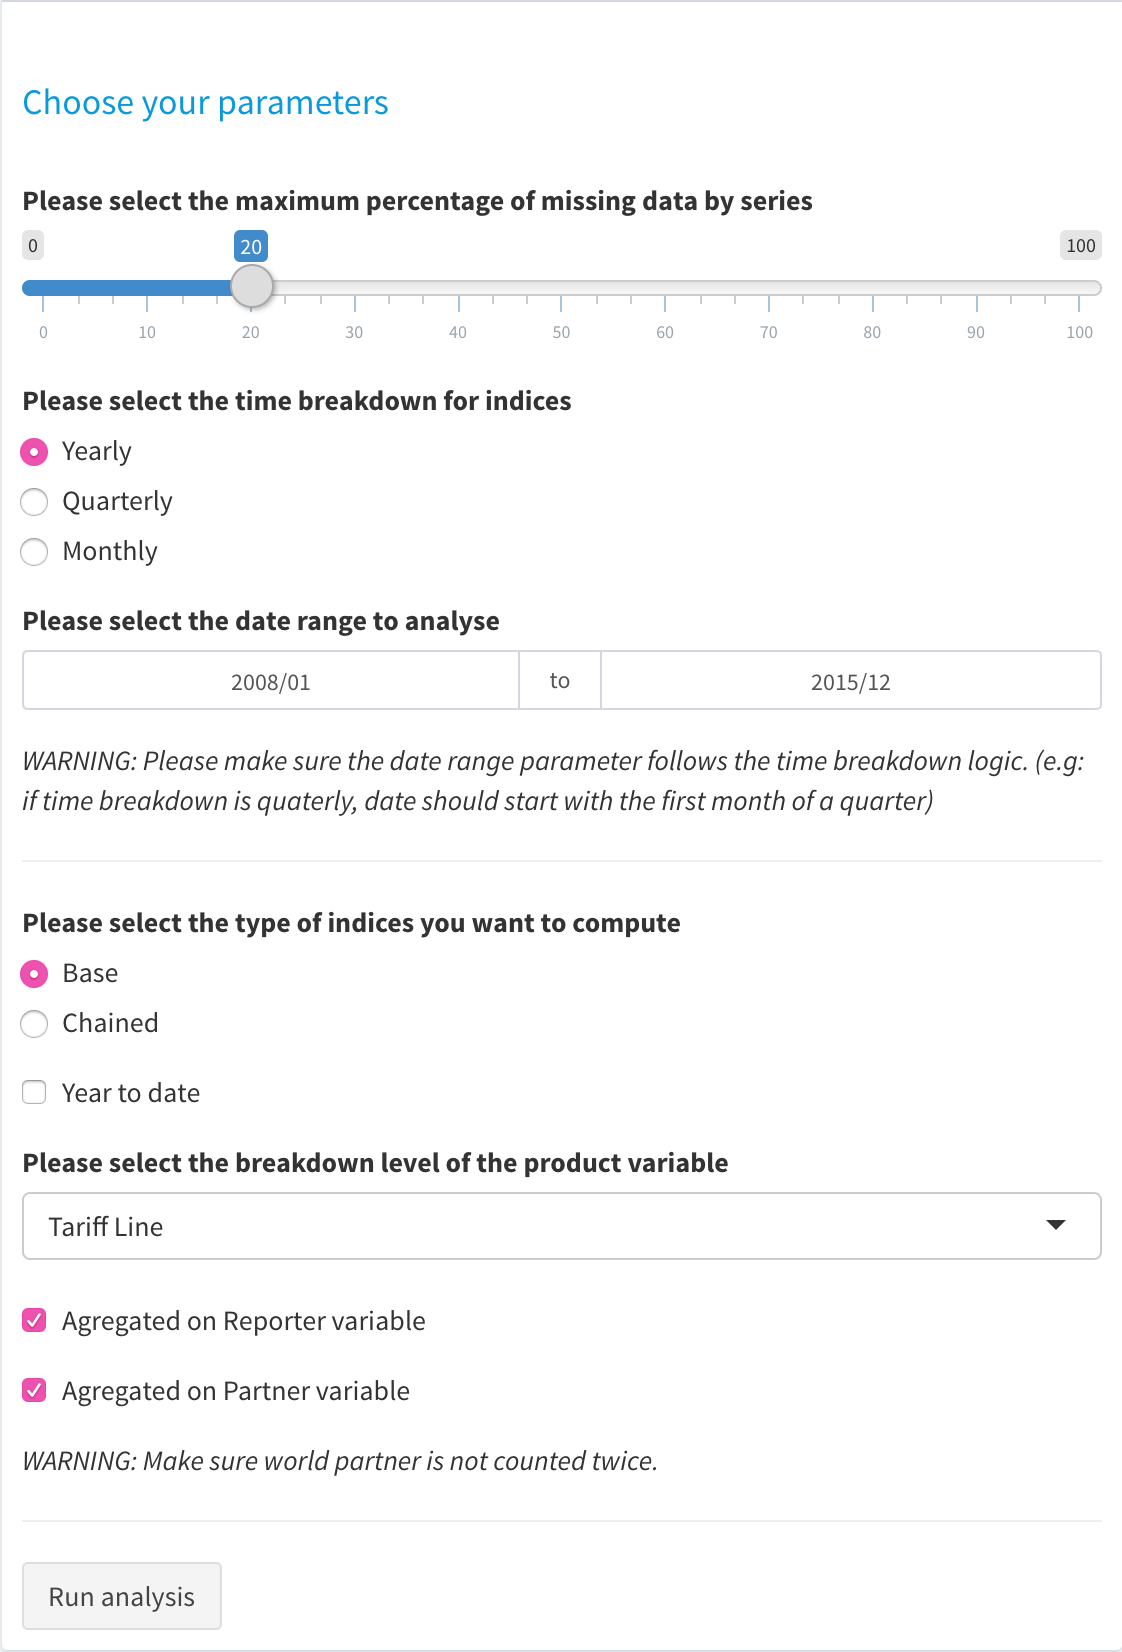 Choose your parameters
Please select the maximum percentage of missing data by series
0 20 100
0 10 20 30 40 50 60 70 80 90 100
Please select the time breakdown for indices
Yearly
Quarterly
Monthly
Please select the date range to analyse
2008/01 to 2015/12
WARNING: Please make sure the date range parameter follows the time breakdown logic. (e.g:
if time breakdown is quaterly, date should start with the first month of a quarter)
Please select the type of indices you want to compute
Base
Chained
Year to date
Please select the breakdown level of the product variable
Tariff Line
Agregated on Reporter variable
Agregated on Partner variable
WARNING: Make sure world partner is not counted twice.
Run analysis